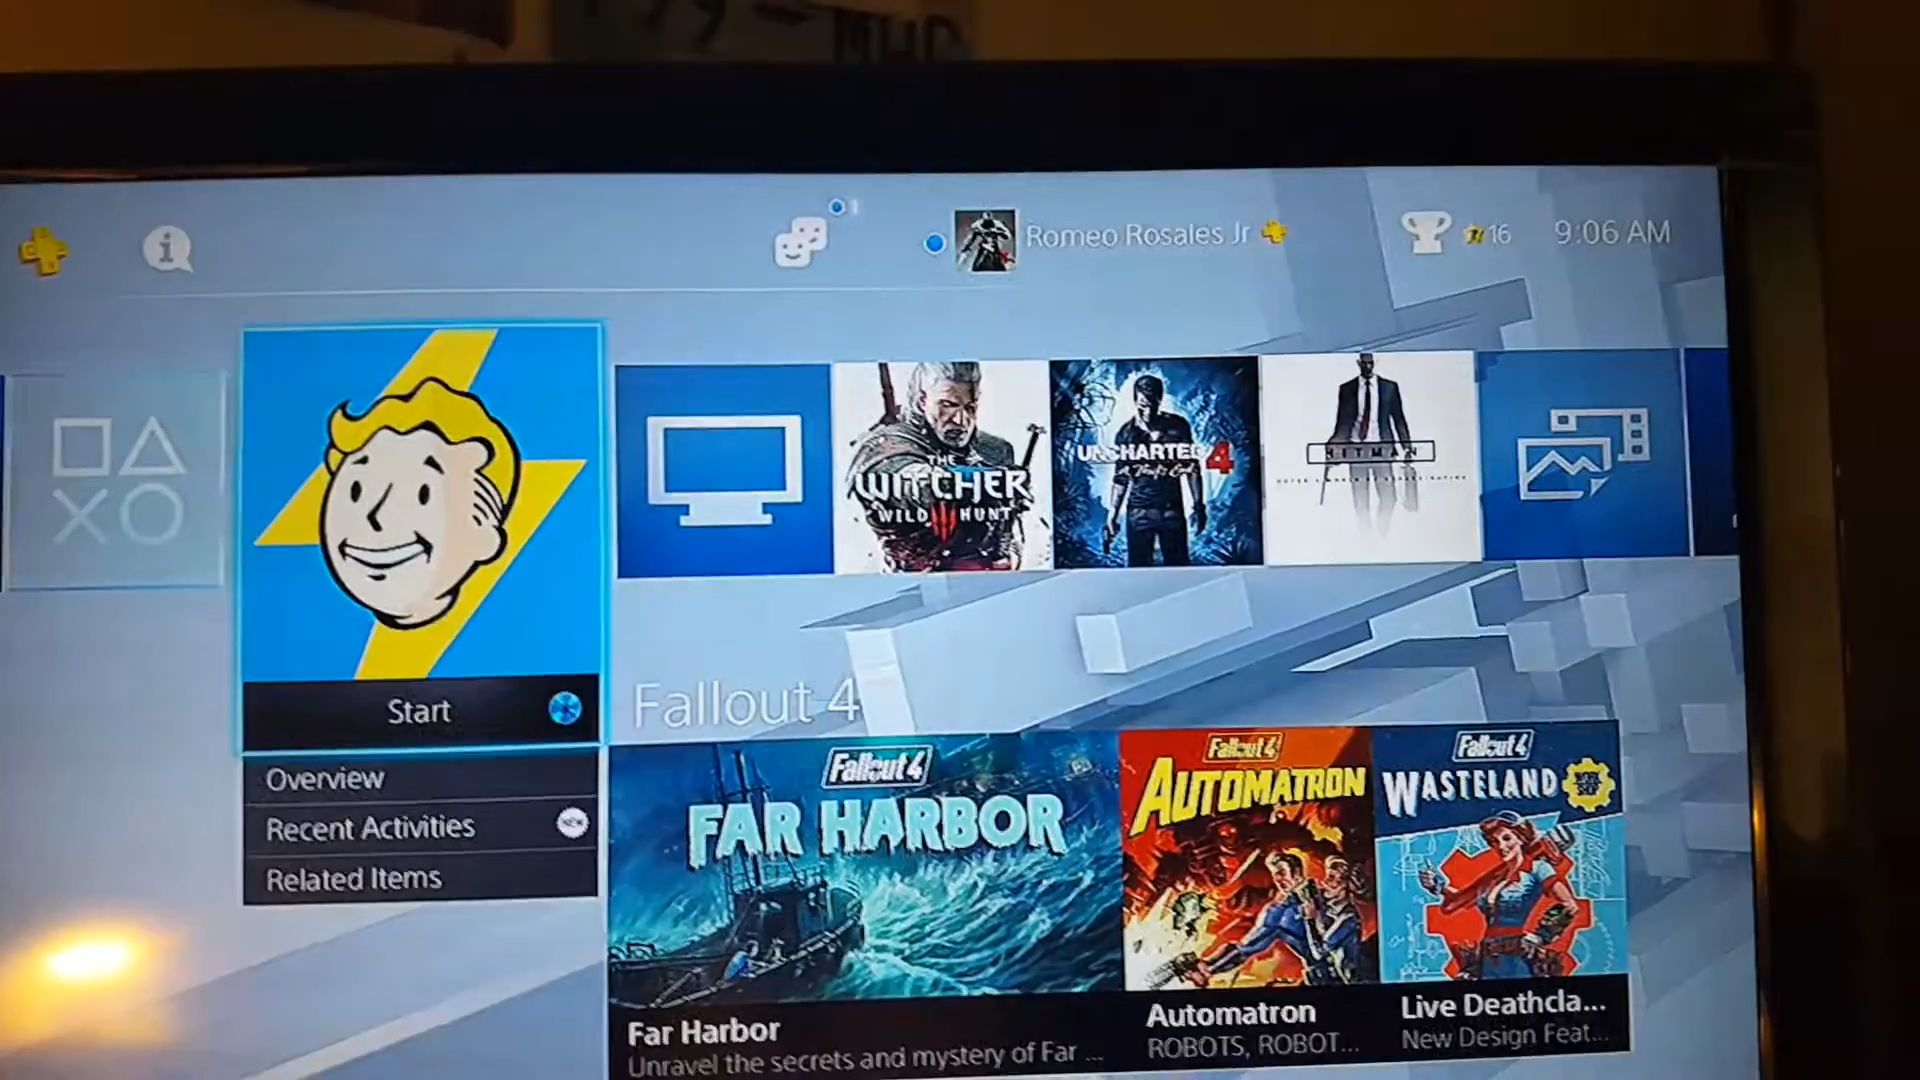 Romeo Rosales Jr
16
9:06 AM
THE
WITCHER
WILD HUNT
UNCHARTED 4
A Thief's End
HITMAN
Start
Fallout 4
Overview
Recent Activities
NEW
Related Items
Fallout 4
FAR HARBOR
Fallout 4
AUTOMATRON
Fallout 4
WASTELAND
Far Harbor
Unravel the secrets and mystery of Far ...
Automatron
ROBOTS, ROBOT...
Live Deathcla...
New Design Feat...